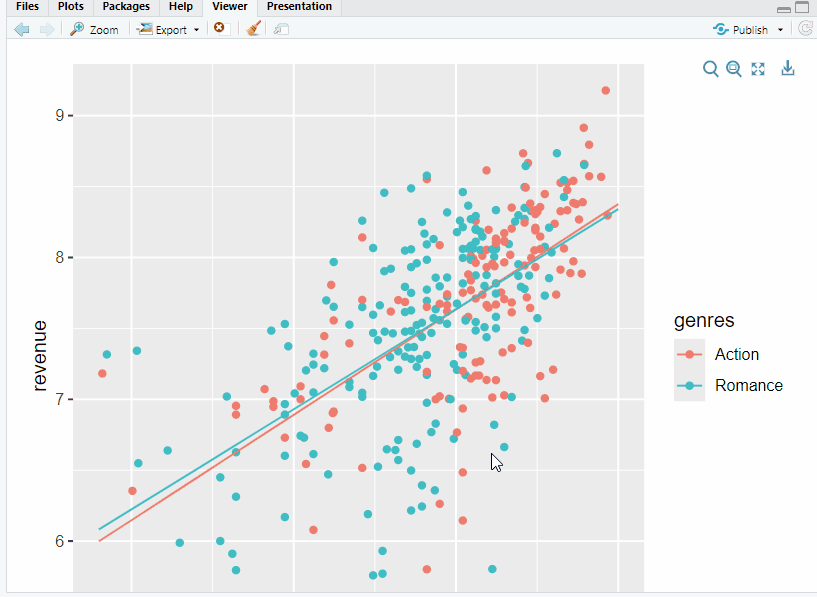 Files Plots Packages Help Viewer Presentation
Zoom Export Publish
9
8
7
6
revenue
genres
Action
Romance